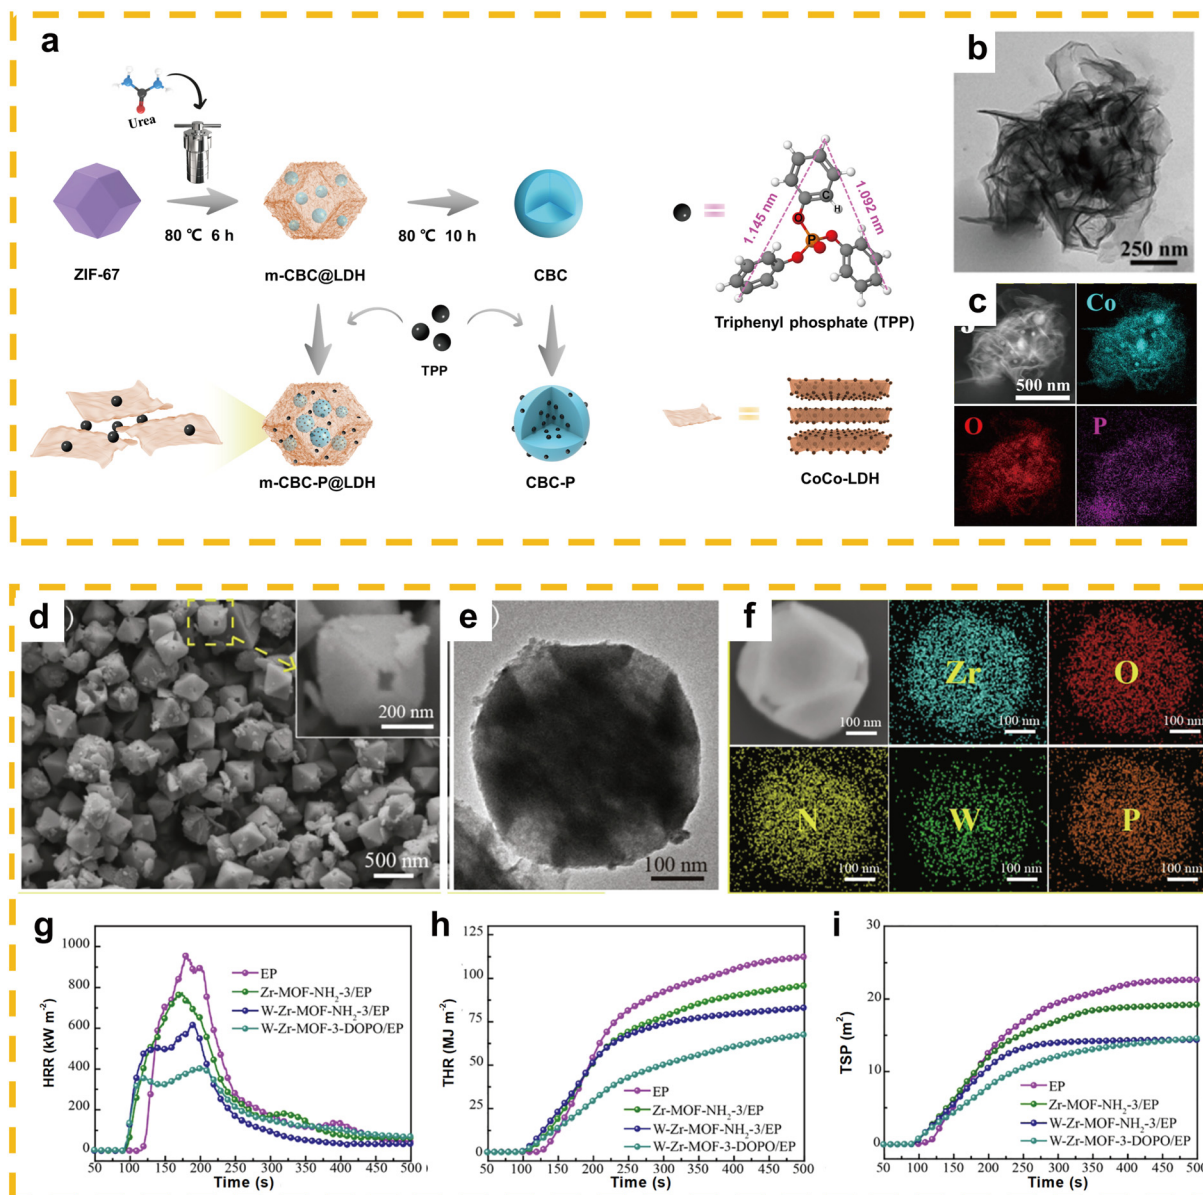 a
Urea
80 ℃ 6 h
80 ℃ 10 h
ZIF-67
m-CBC@LDH
CBC
TPP
m-CBC-P@LDH
CBC-P
1.145 nm
1.092 nm
C
H
O
P
Triphenyl phosphate (TPP)
CoCo-LDH
b
250 nm
c
500 nm
Co
O
P
d
200 nm
500 nm
e
100 nm
f
100 nm
Zr
100 nm
O
100 nm
N
100 nm
W
100 nm
P
100 nm
g
HRR (kW m⁻²)
1000
800
600
400
200
0
EP
Zr-MOF-NH₂-3/EP
W-Zr-MOF-NH₂-3/EP
W-Zr-MOF-3-DOPO/EP
50 100 150 200 250 300 350 400 450 500
Time (s)
h
THR (MJ m⁻²)
125
100
75
50
25
0
EP
Zr-MOF-NH₂-3/EP
W-Zr-MOF-NH₂-3/EP
W-Zr-MOF-3-DOPO/EP
50 100 150 200 250 300 350 400 450 500
Time (s)
i
TSP (m²)
30
20
10
0
EP
Zr-MOF-NH₂-3/EP
W-Zr-MOF-NH₂-3/EP
W-Zr-MOF-3-DOPO/EP
50 100 150 200 250 300 350 400 450 500
Time (s)